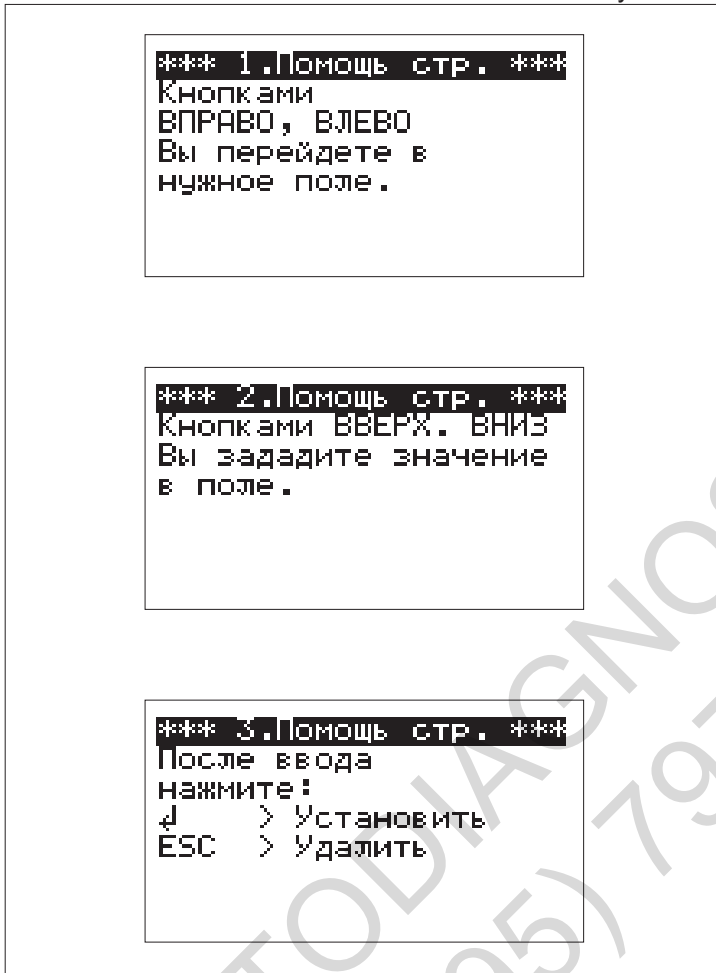 *** 1.Помощь стр. ***
Кнопками
ВПРАВО, ВЛЕВО
Вы перейдете в
нужное поле.
*** 2.Помощь стр. ***
Кнопками ВВЕРХ. ВНИЗ
Вы зададите значение
в поле.
*** 3.Помощь стр. ***
После ввода
нажмите:
↲ > Установить
ESC > Удалить